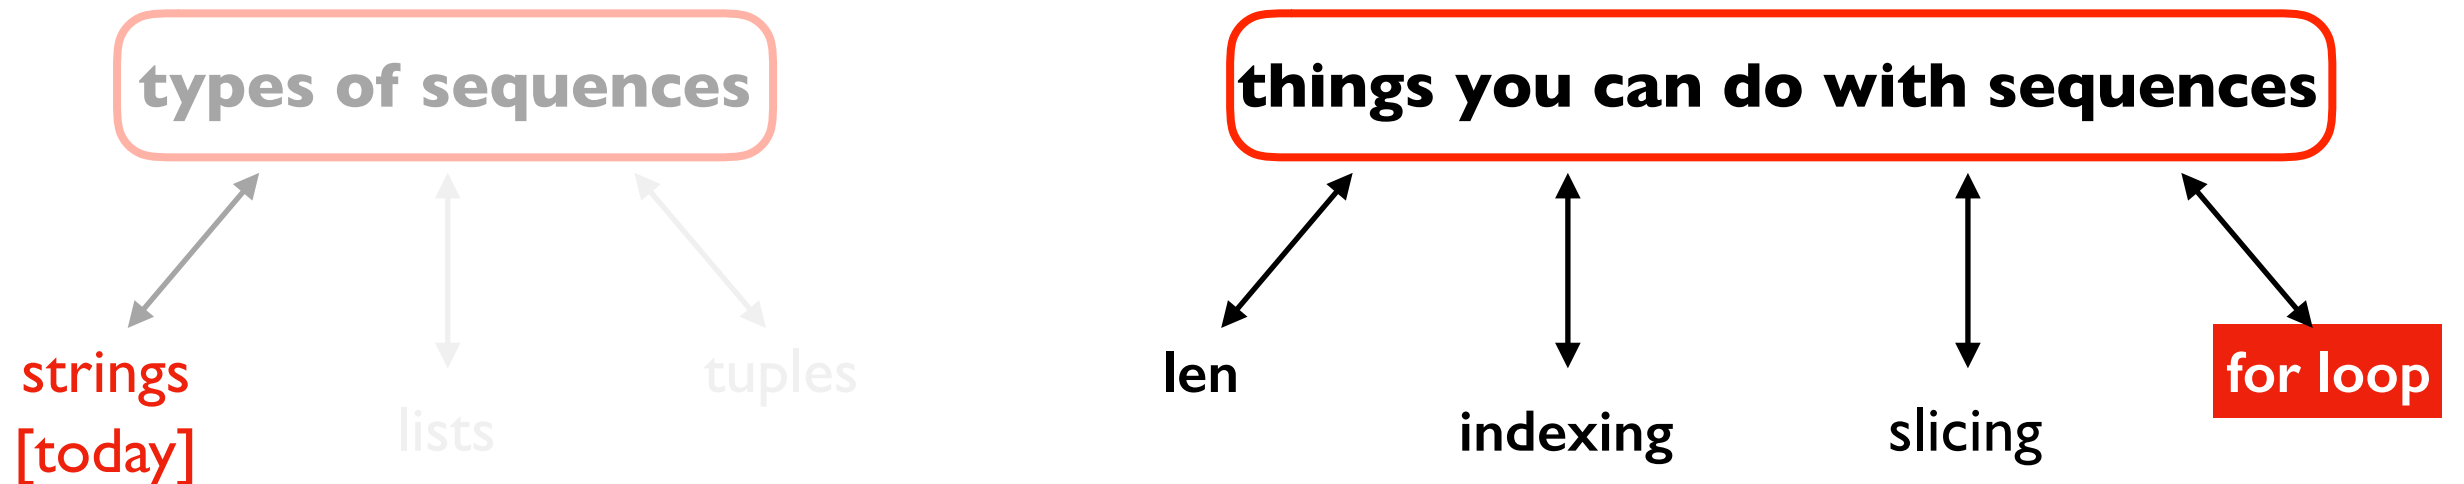 types of sequences
things you can do with sequences
strings
[today]
lists
tuples
len
indexing
slicing
for loop